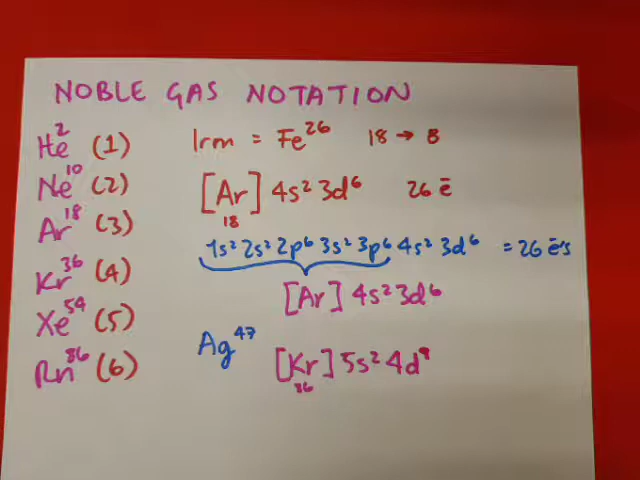 NOBLE GAS NOTATION
He² (1)
Irm = Fe²⁶ 18 → 8
Ne¹⁰ (2)
[Ar] 4s² 3d⁶ 26 ē
18
Ar¹⁸ (3)
1s² 2s² 2p⁶ 3s² 3p⁶ 4s² 3d⁶ = 26 ē's
Kr³⁶ (4)
[Ar] 4s² 3d⁶
Xe⁵⁴ (5)
Ag⁴⁷
[Kr] 5s² 4d⁹
36
Rn⁸⁶ (6)